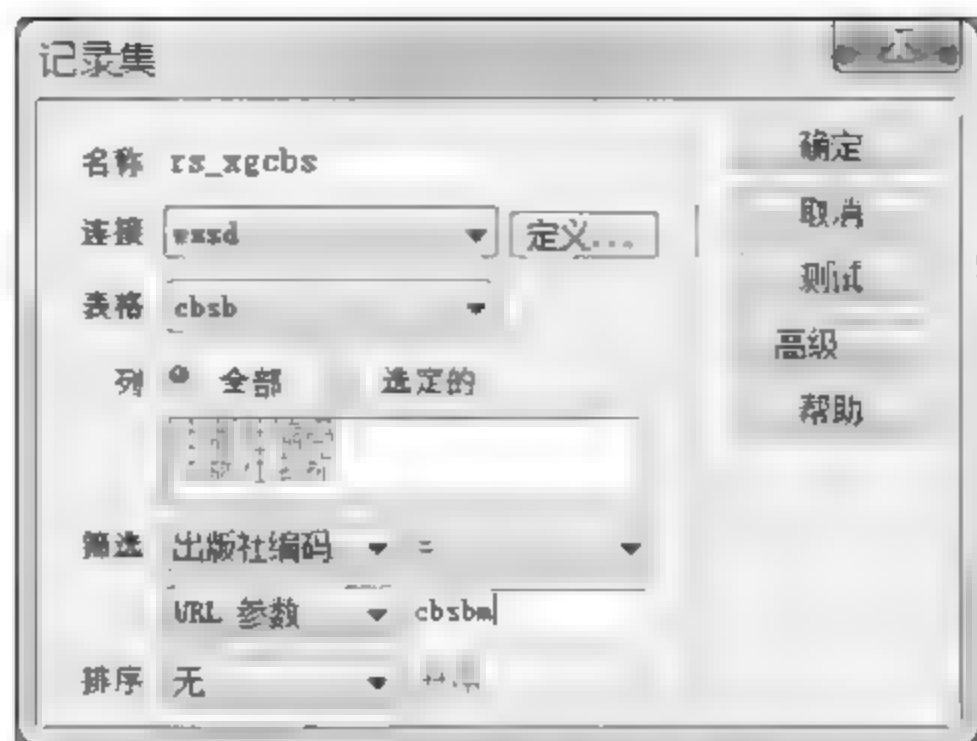 记录集
名称 rs_xgcbs
确定
连接 wxsd 定义...
取消
测试
表格 cbsb
高级
列 全部 选定的
帮助
筛选 出版社编码 =
URL 参数 cbsbm
排序 无